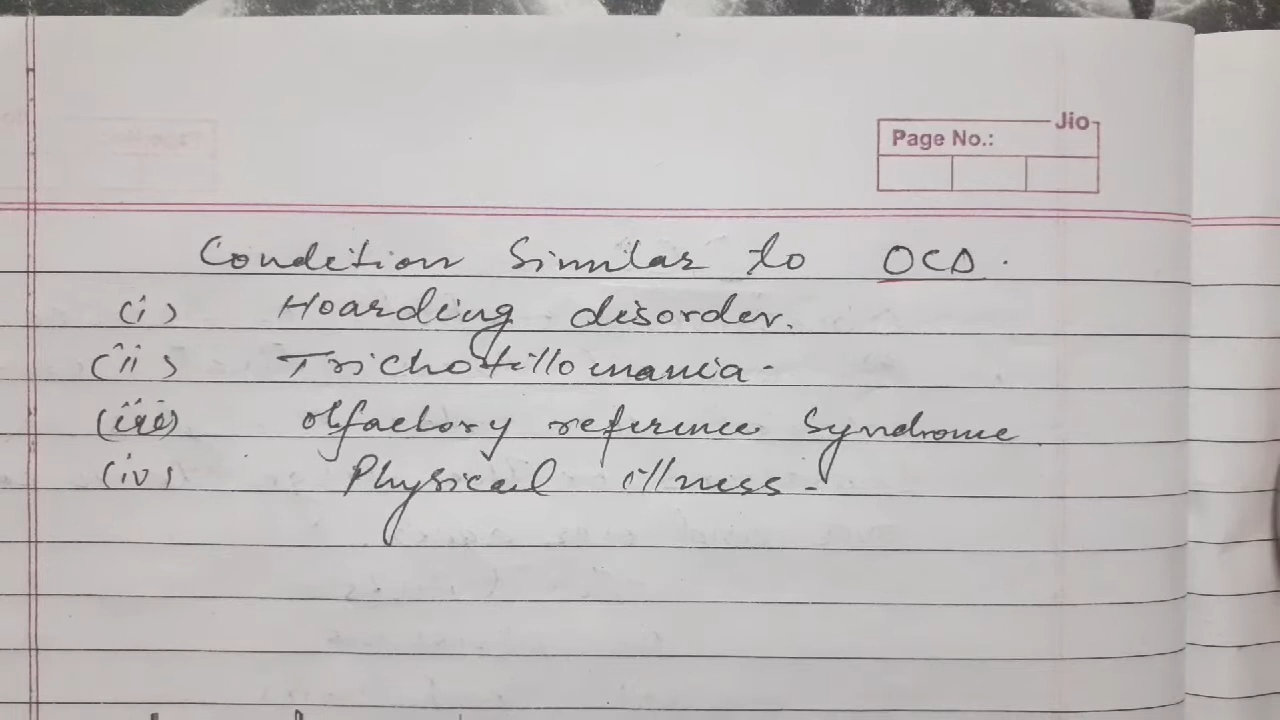 Jio
Page No.:
Condition Similar to OCD.
(i) Hoarding disorder.
(ii) Trichotillomania-
(iii) olfactory reference Syndrome
(iv) Physical illness-